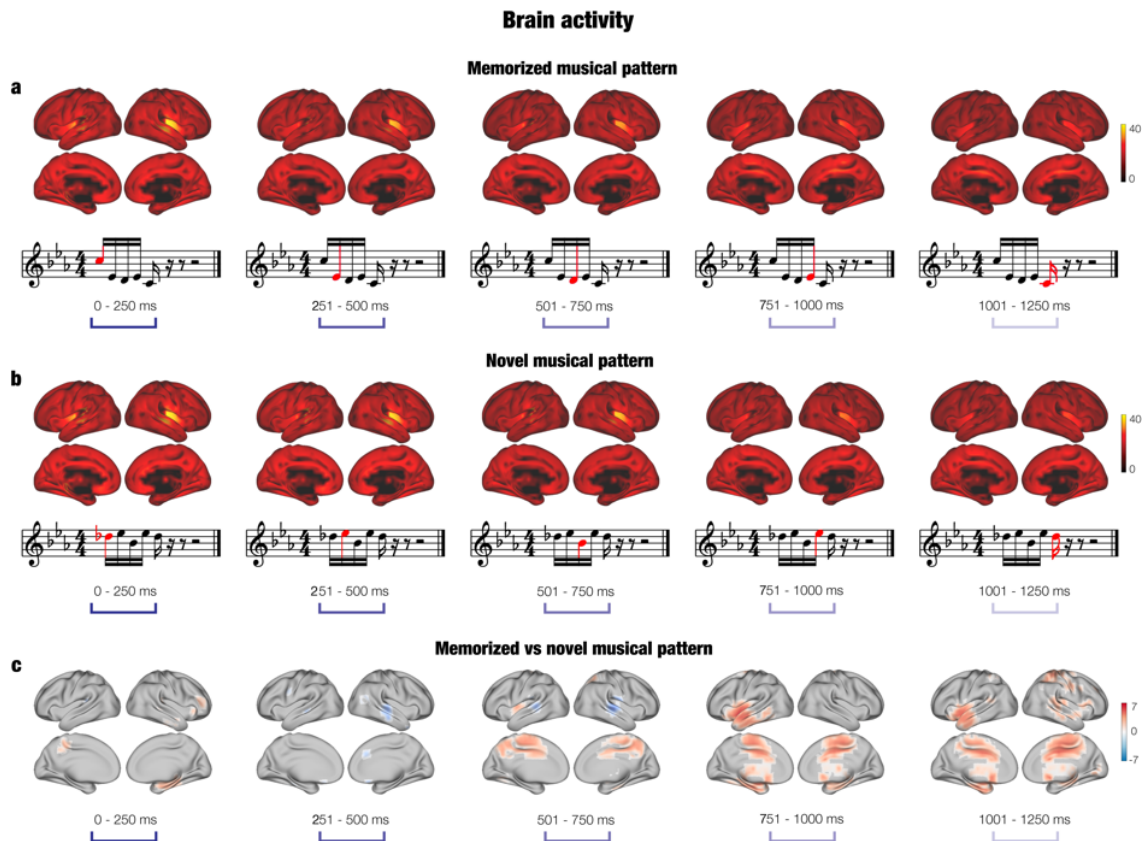 Brain activity
Memorized musical pattern
a
40
0
0 - 250 ms
251 - 500 ms
501 - 750 ms
751 - 1000 ms
1001 - 1250 ms
Novel musical pattern
b
40
0
0 - 250 ms
251 - 500 ms
501 - 750 ms
751 - 1000 ms
1001 - 1250 ms
Memorized vs novel musical pattern
c
7
0
-7
0 - 250 ms
251 - 500 ms
501 - 750 ms
751 - 1000 ms
1001 - 1250 ms